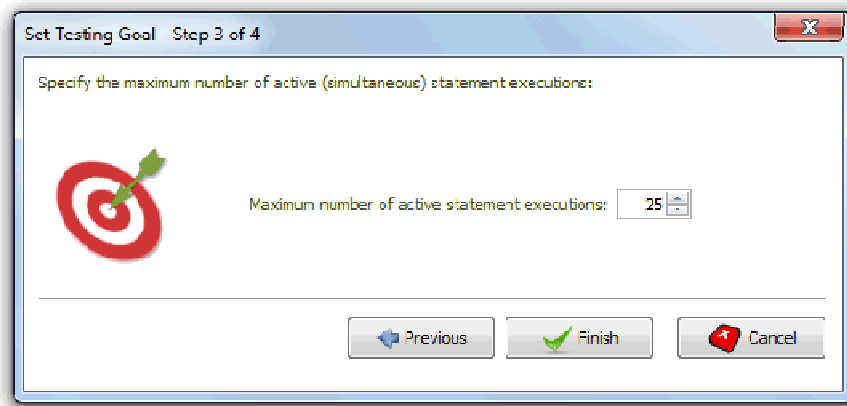 Set Testing Goal Step 3 of 4
Specify the maximum number of active (simultaneous) statement executions:
Maximum number of active statement executions: 25
Previous Finish Cancel